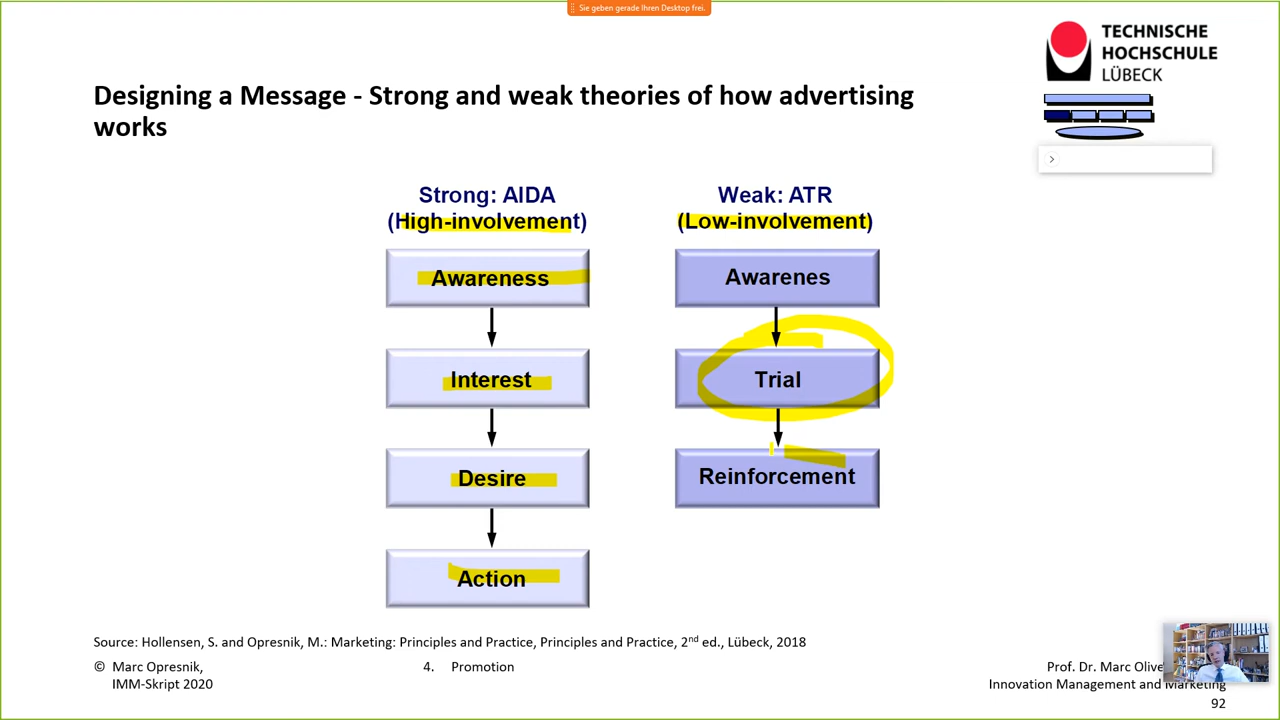 Sie geben gerade Ihren Desktop frei.
TECHNISCHE
HOCHSCHULE
LÜBECK
Designing a Message - Strong and weak theories of how advertising
works
Strong: AIDA
(High-involvement)
Awareness
Interest
Desire
Action
Weak: ATR
(Low-involvement)
Awarenes
Trial
Reinforcement
Source: Hollensen, S. and Opresnik, M.: Marketing: Principles and Practice, Principles and Practice, 2nd ed., Lübeck, 2018
© Marc Opresnik,
IMM-Skript 2020
4. Promotion
Prof. Dr. Marc Olive
Innovation Management and Marketing
92